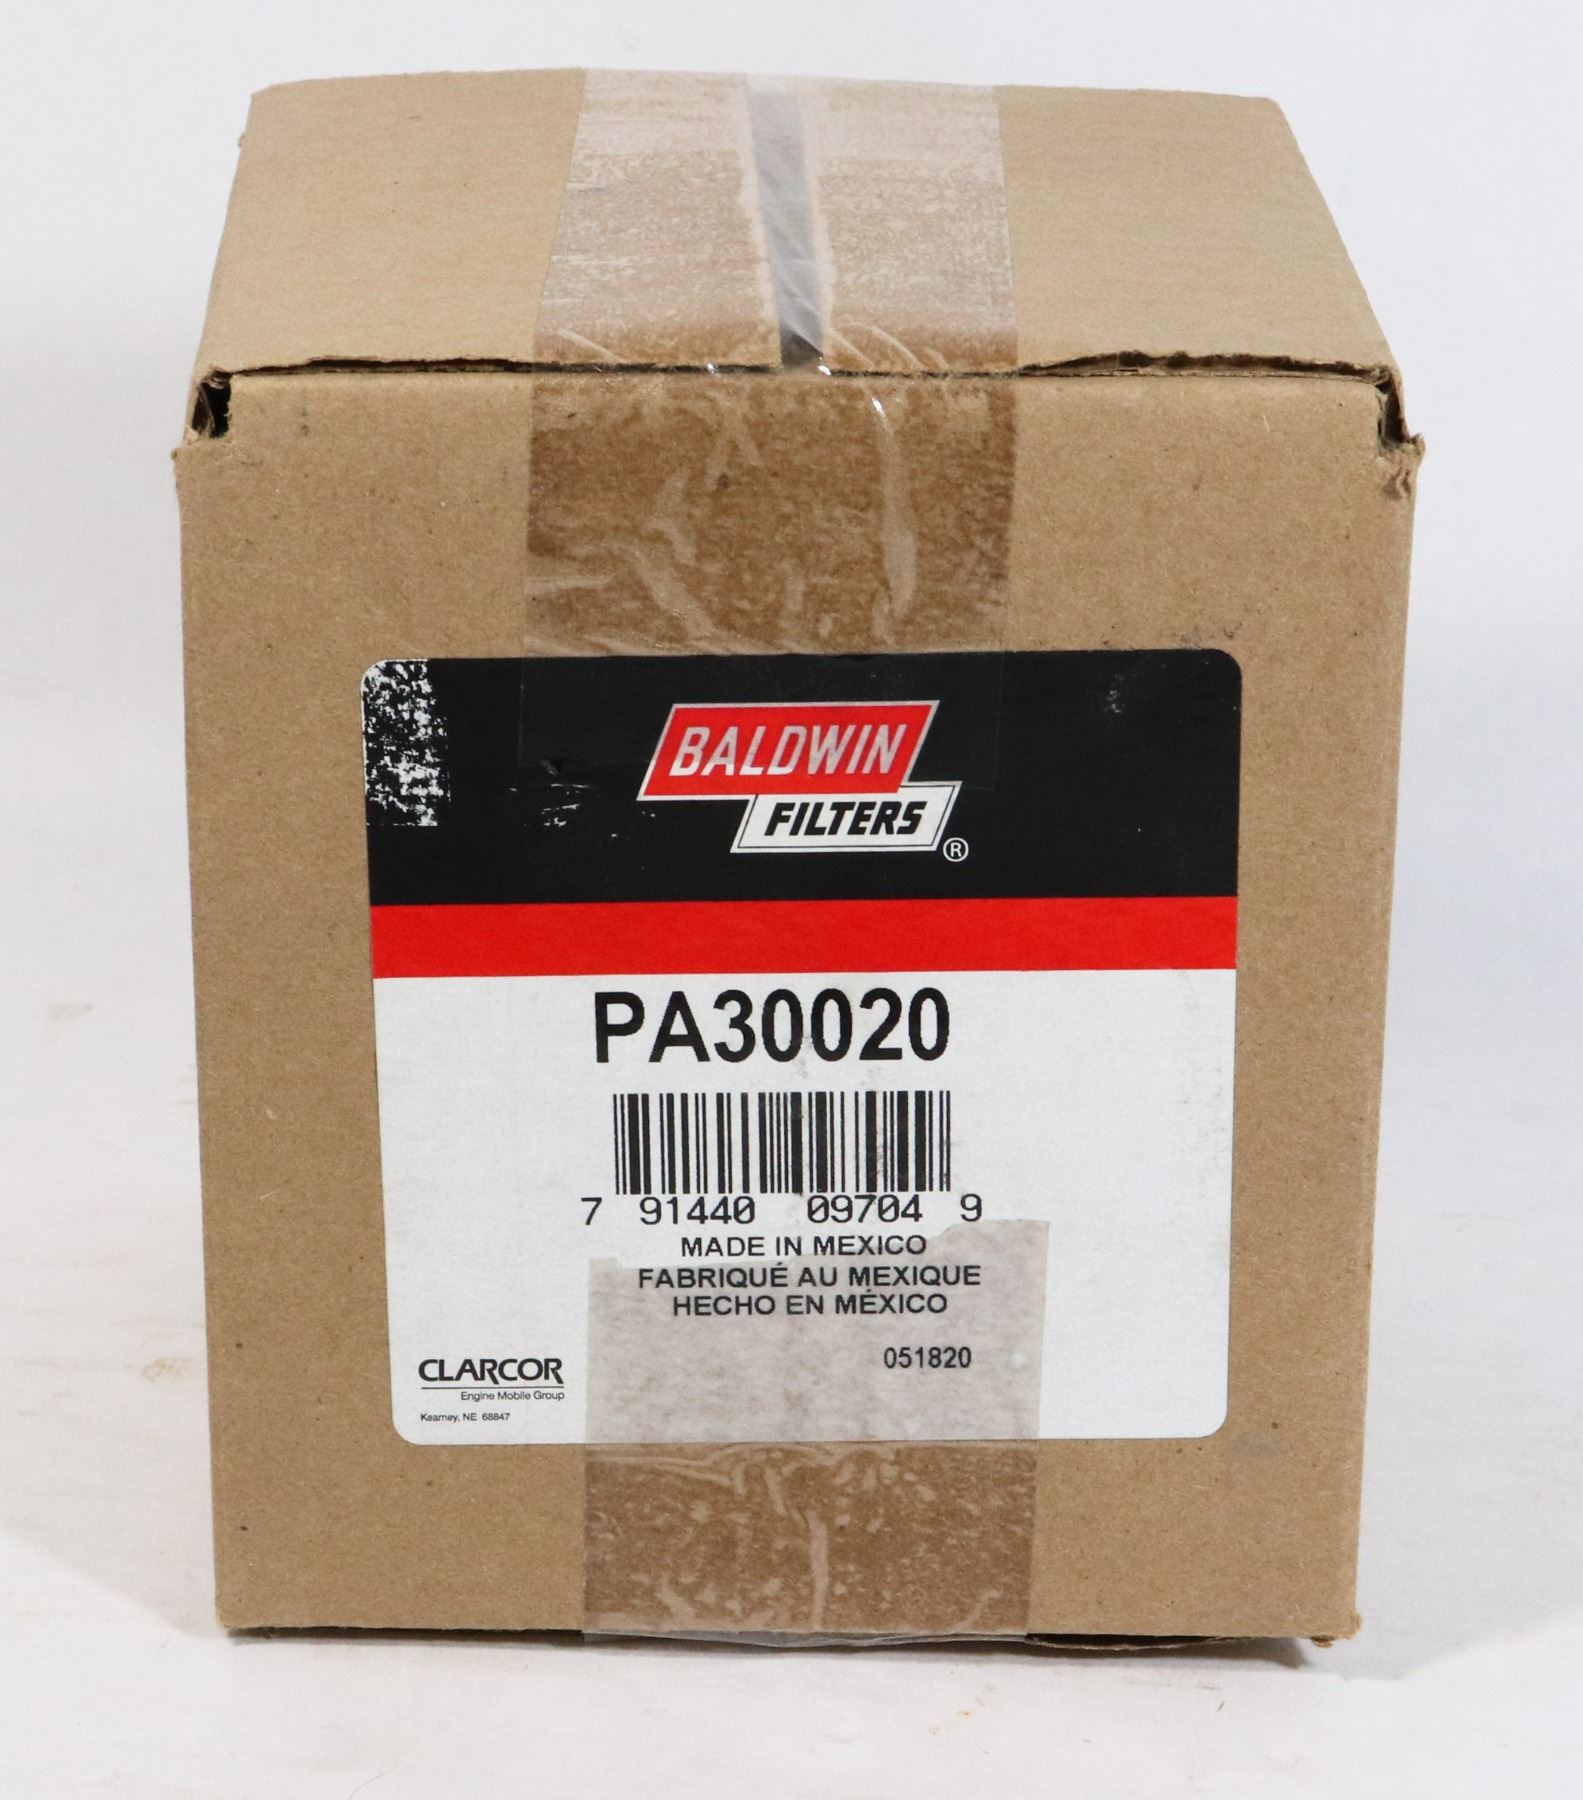 BALDWIN
FILTERS
®
PA30020
7 91440 09704 9
MADE IN MEXICO
FABRIQUÉ AU MEXIQUE
HECHO EN MÉXICO
051820
CLARCOR
Engine Mobile Group
Kearney, NE 68847